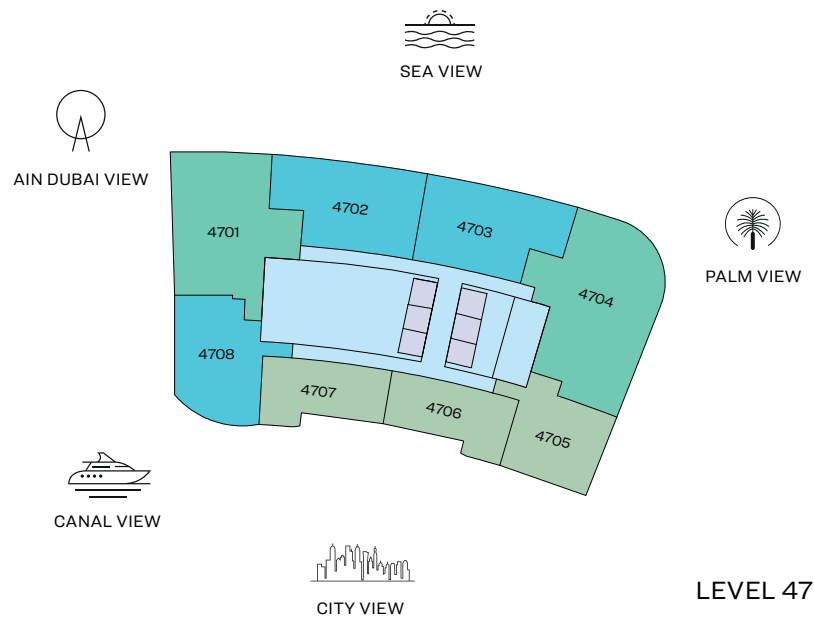 SEA VIEW
AIN DUBAI VIEW
4701
4702
4703
4704
PALM VIEW
4708
4707
4706
4705
CANAL VIEW
CITY VIEW
LEVEL 47